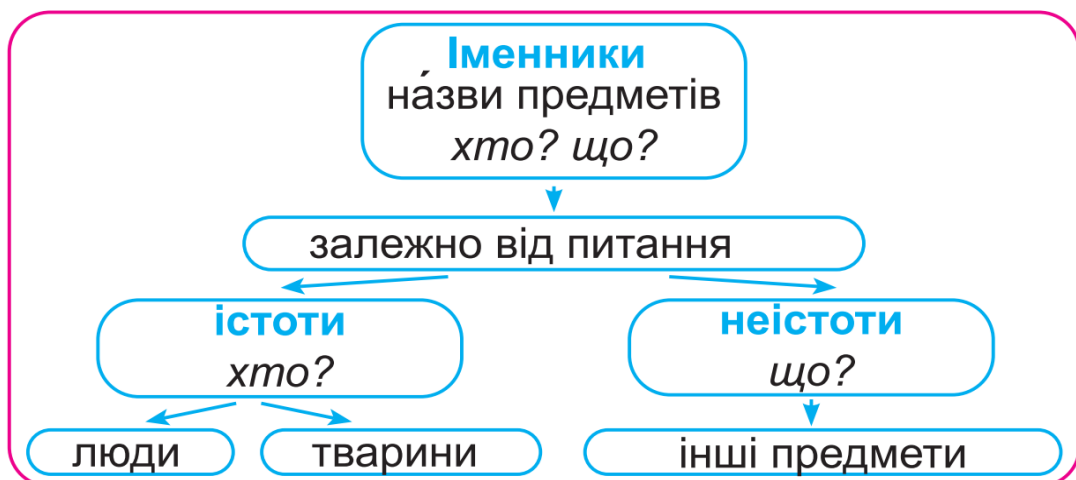 Іменники
на́зви предметів
хто? що?
залежно від питання
істоти
хто?
неістоти
що?
люди
тварини
інші предмети